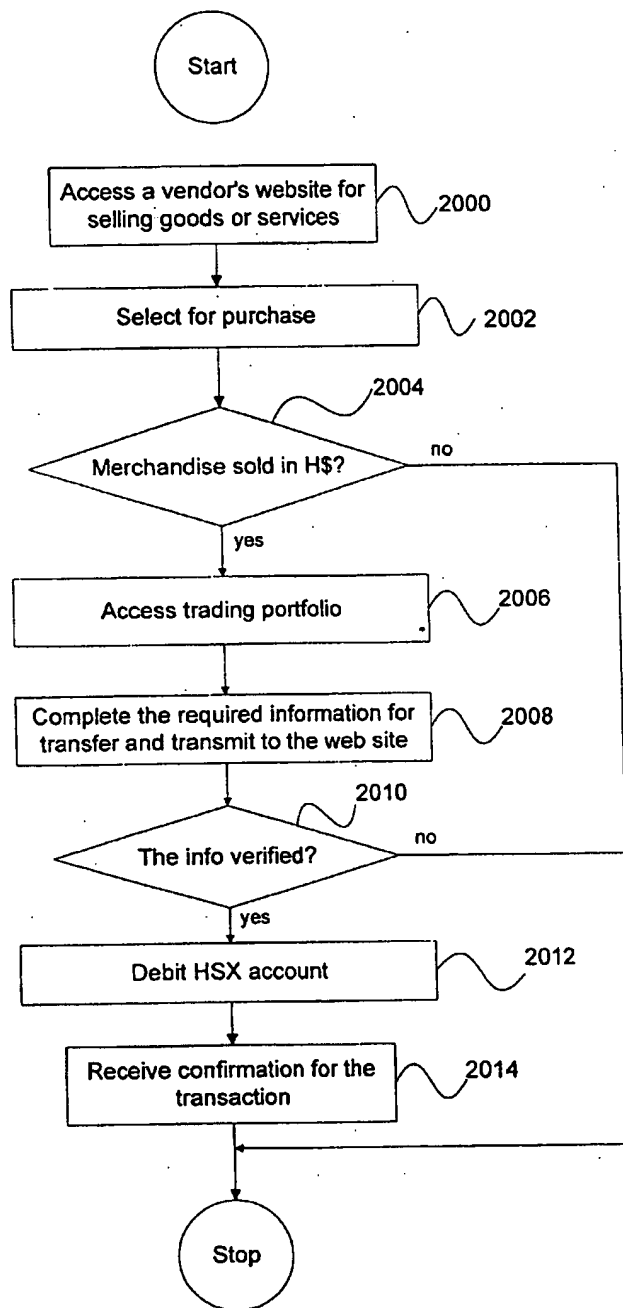 Start
Access a vendor's website for
selling goods or services
2000
Select for purchase
2002
2004
Merchandise sold in H$?
no
yes
Access trading portfolio
2006
Complete the required information for
transfer and transmit to the web site
2008
2010
The info verified?
no
yes
Debit HSX account
2012
Receive confirmation for the
transaction
2014
Stop